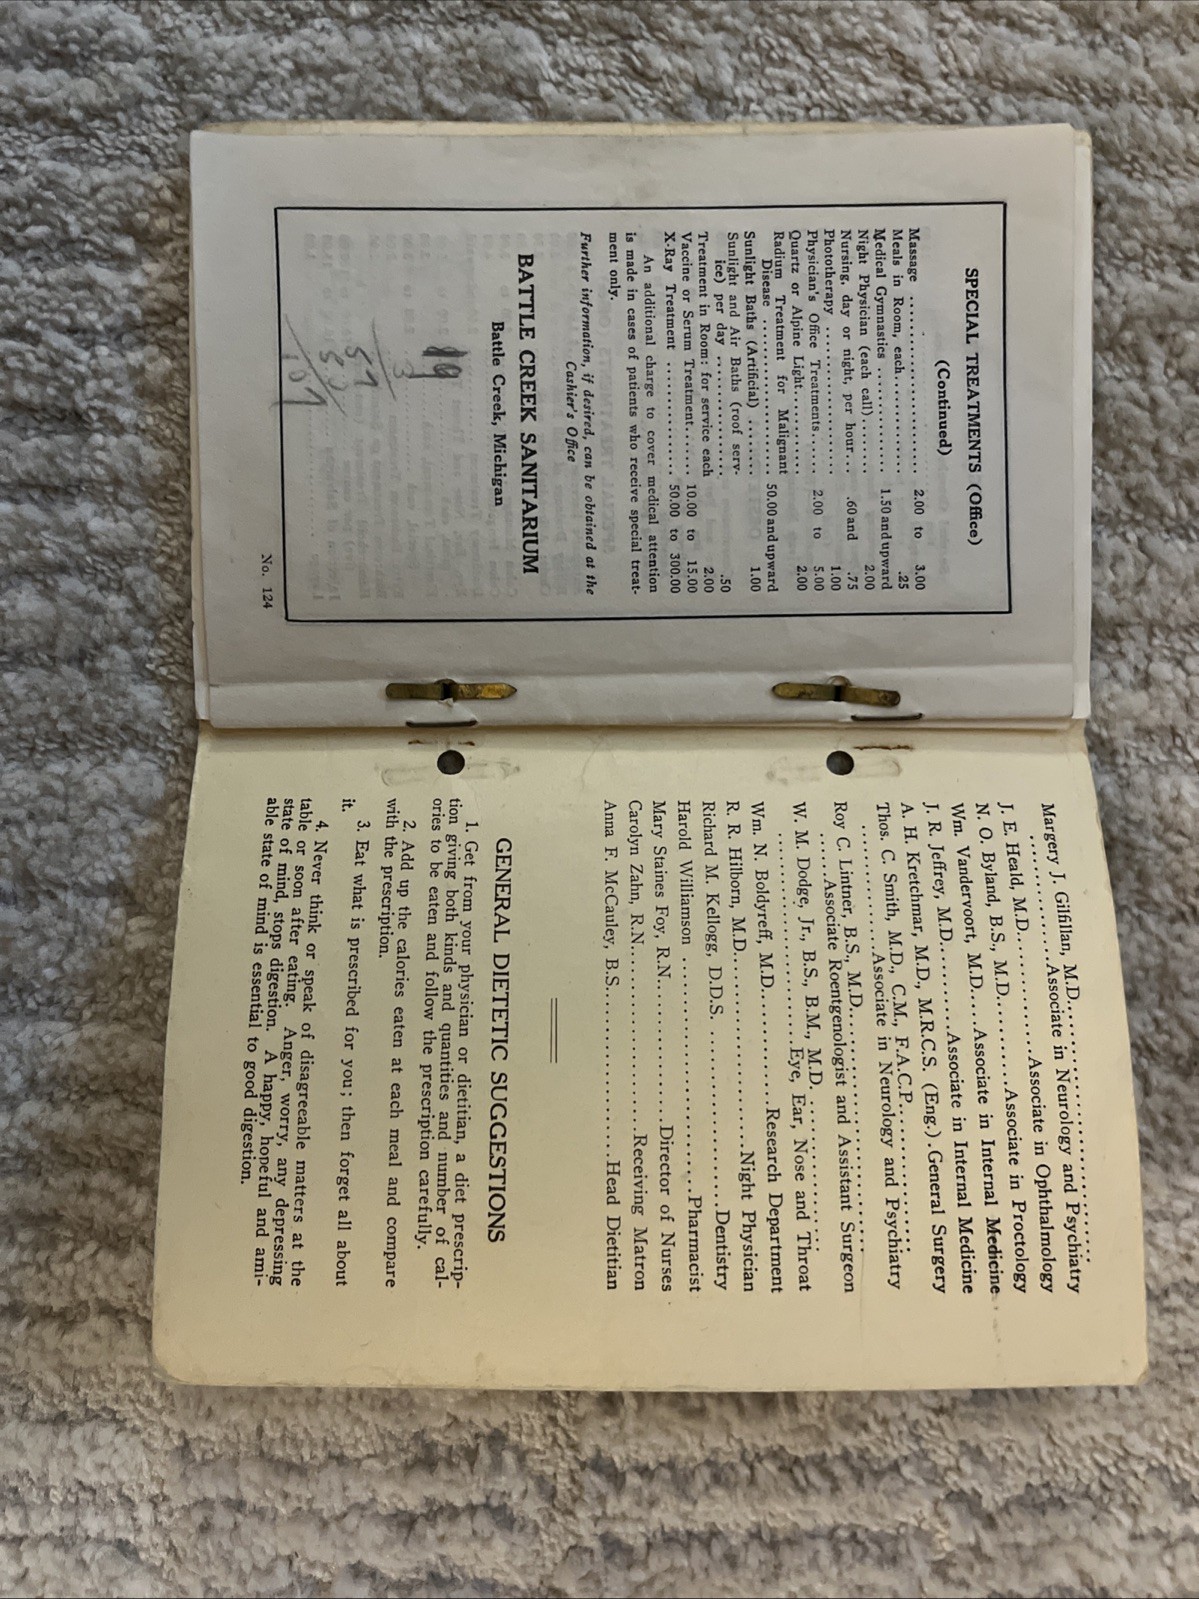 SPECIAL TREATMENTS (Office)
(Continued)
Massage .................... 2.00 to 3.00
Meals in Room, each............ .25
Medical Gymnastics ............ 1.50 and upward
Night Physician (each call)........ 2.00
Nursing, day or night, per hour... .60 and .75
Phototherapy .................. 1.00
Physician's Office Treatments..... 2.00 to 5.00
Quartz or Alpine Light........... 2.00
Radium Treatment for Malignant
Disease .................... 50.00 and upward
Sunlight Baths (Artificial) ........ 1.00
Sunlight and Air Baths (roof serv-
ice) per day ................ .50
Treatment in Room: for service each 2.00
Vaccine or Serum Treatment...... 10.00 to 15.00
X-Ray Treatment ............... 50.00 to 300.00
An additional charge to cover medical attention
is made in cases of patients who receive special treat-
ment only.
Further information, if desired, can be obtained at the
Cashier's Office
BATTLE CREEK SANITARIUM
Battle Creek, Michigan
No. 124
Margery J. Gilfillan, M.D..........................
..............Associate in Neurology and Psychiatry
J. E. Heald, M.D..............Associate in Ophthalmology
N. O. Byland, B.S., M.D............Associate in Proctology
Wm. Vandervoort, M.D.....Associate in Internal Medicine
J. R. Jeffrey, M.D..........Associate in Internal Medicine
A. H. Kretchmar, M.D., M.R.C.S. (Eng.).General Surgery
Thos. C. Smith, M.D., C.M., F.A.C.P...................
..............Associate in Neurology and Psychiatry
Roy C. Lintner, B.S., M.D............................
......Associate Roentgenologist and Assistant Surgeon
W. M. Dodge, Jr., B.S., B.M., M.D. ..................
....................Eye, Ear, Nose and Throat
Wm. N. Boldyreff, M.D..............Research Department
R. R. Hilborn, M.D....................Night Physician
Richard M. Kellogg, D.D.S. ....................Dentistry
Harold Williamson .........................Pharmacist
Mary Staines Foy, R.N................Director of Nurses
Carolyn Zahn, R.N....................Receiving Matron
Anna F. McCauley, B.S...................Head Dietitian
GENERAL DIETETIC SUGGESTIONS
1. Get from your physician or dietitian, a diet prescrip-
tion giving both kinds and quantities and number of cal-
ories to be eaten and follow the prescription carefully.
2. Add up the calories eaten at each meal and compare
with the prescription.
3. Eat what is prescribed for you; then forget all about
it.
4. Never think or speak of disagreeable matters at the
table or soon after eating. Anger, worry, any depressing
state of mind, stops digestion. A happy, hopeful and ami-
able state of mind is essential to good digestion.